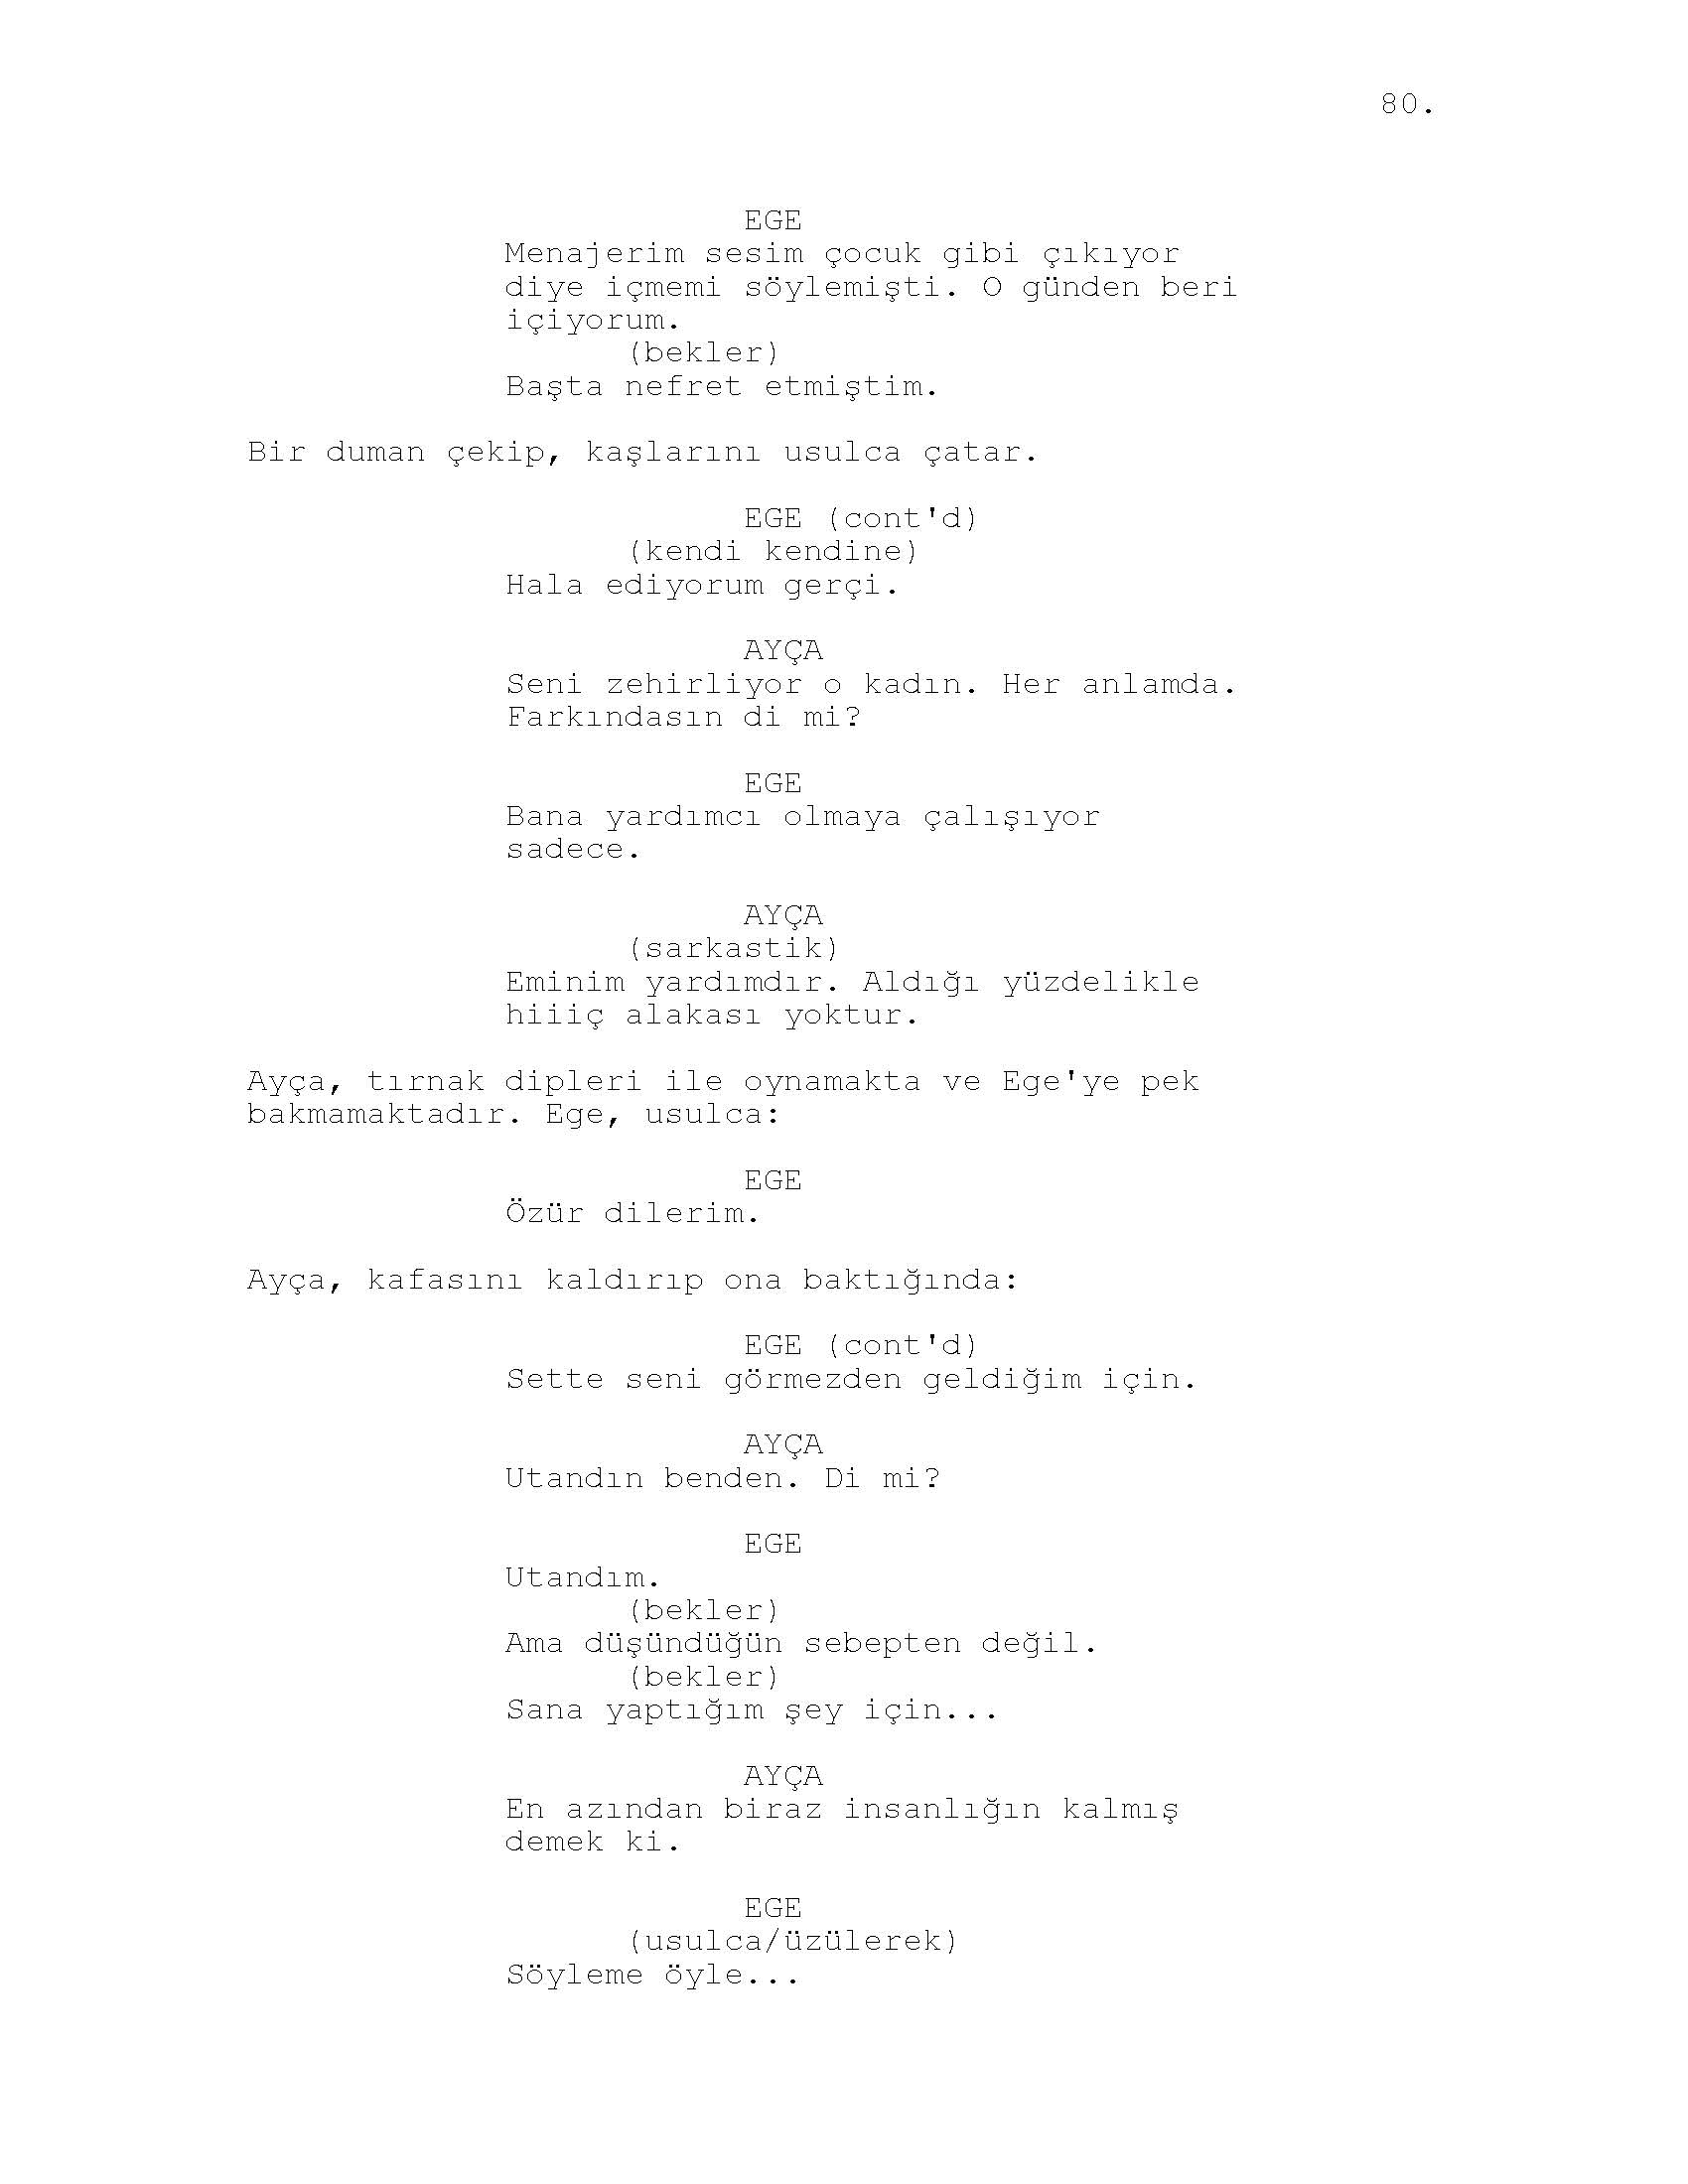 80.
EGE
Menajerim sesim çocuk gibi çıkıyor
diye içmemi söylemişti. O günden beri
içiyorum.
(bekler)
Başta nefret etmiştim.
Bir duman çekip, kaşlarını usulca çatar.
EGE (cont'd)
(kendi kendine)
Hala ediyorum gerçi.
AYÇA
Seni zehirliyor o kadın. Her anlamda.
Farkındasın di mi?
EGE
Bana yardımcı olmaya çalışıyor
sadece.
AYÇA
(sarkastik)
Eminim yardımdır. Aldığı yüzdelikle
hiiiç alakası yoktur.
Ayça, tırnak dipleri ile oynamakta ve Ege'ye pek
bakmamaktadır. Ege, usulca:
EGE
Özür dilerim.
Ayça, kafasını kaldırıp ona baktığında:
EGE (cont'd)
Sette seni görmezden geldiğim için.
AYÇA
Utandın benden. Di mi?
EGE
Utandım.
(bekler)
Ama düşündüğün sebepten değil.
(bekler)
Sana yaptığım şey için...
AYÇA
En azından biraz insanlığın kalmış
demek ki.
EGE
(usulca/üzülerek)
Söyleme öyle...